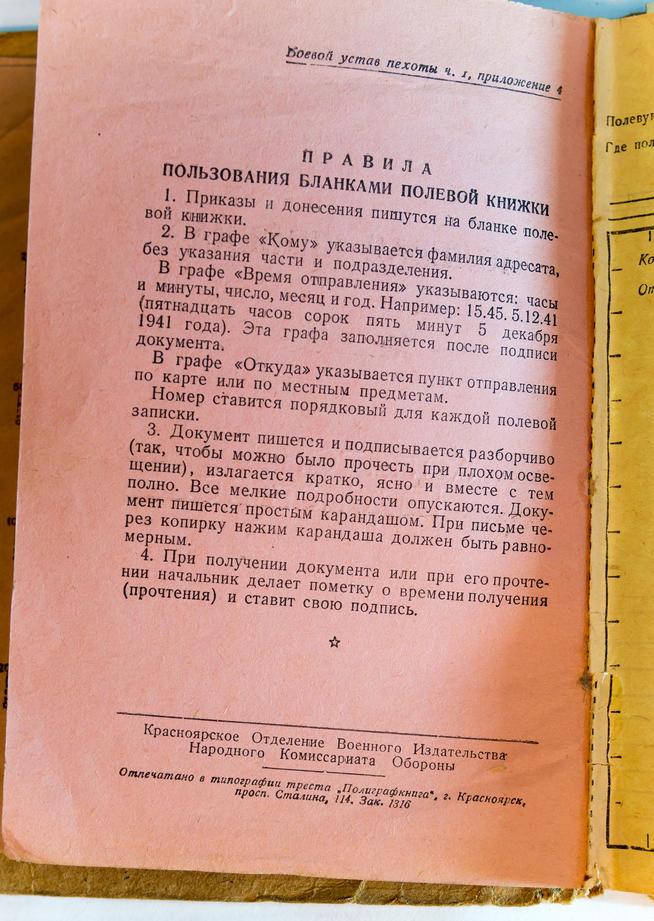 Боевой устав пехоты ч. 1, приложение 4
ПРАВИЛА
ПОЛЬЗОВАНИЯ БЛАНКАМИ ПОЛЕВОЙ КНИЖКИ
1. Приказы и донесения пишутся на бланке поле-
вой книжки.
2. В графе «Кому» указывается фамилия адресата,
без указания части и подразделения.
В графе «Время отправления» указываются: часы
и минуты, число, месяц и год. Например: 15.45. 5.12.41
(пятнадцать часов сорок пять минут 5 декабря
1941 года). Эта графа заполняется после подписи
документа.
В графе «Откуда» указывается пункт отправления
по карте или по местным предметам.
Номер ставится порядковый для каждой полевой
записки.
3. Документ пишется и подписывается разборчиво
(так, чтобы можно было прочесть при плохом осве-
щении), излагается кратко, ясно и вместе с тем
полно. Все мелкие подробности опускаются. Доку-
мент пишется простым карандашом. При письме че-
рез копирку нажим карандаша должен быть равно-
мерным.
4. При получении документа или при его прочте-
нии начальник делает пометку о времени получения
(прочтения) и ставит свою подпись.
Красноярское Отделение Военного Издательства
Народного Комиссариата Обороны
Отпечатано в типографии треста „Полиграфкнига“, г. Красноярск,
просп. Сталина, 114. Зак. 1316
Где